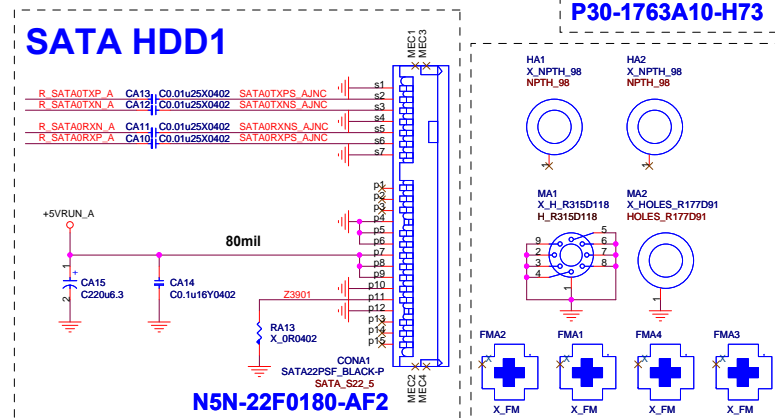 P30-1763A10-H73
SATA HDD1
MEC1
MEC3
R_SATA0TXP_A CA13 C0.01u25X0402 SATA0TXPS_AJNC
R_SATA0TXN_A CA12 C0.01u25X0402 SATA0TXNS_AJNC
R_SATA0RXN_A CA11 C0.01u25X0402 SATA0RXNS_AJNC
R_SATA0RXP_A CA10 C0.01u25X0402 SATA0RXPS_AJNC
s1
s2
s3
s4
s5
s6
s7
p1
p2
p3
p4
p5
p6
p7
p8
p9
p10
p11
p12
p13
p14
p15
+5VRUN_A
80mil
1
+
2
CA15
C220u6.3
CA14
C0.1u16Y0402
Z3901
RA13
X_0R0402
CONA1
SATA22PSF_BLACK-P
SATA_S22_5
MEC2
MEC4
N5N-22F0180-AF2
HA1
X_NPTH_98
NPTH_98
1
HA2
X_NPTH_98
NPTH_98
1
MA1
X_H_R315D118
H_R315D118
9
2
3
4
5
6
7
8
1
MA2
X_HOLES_R177D91
HOLES_R177D91
1
FMA2
X
X_FM
FMA1
X
X_FM
FMA4
X
X_FM
FMA3
X
X_FM